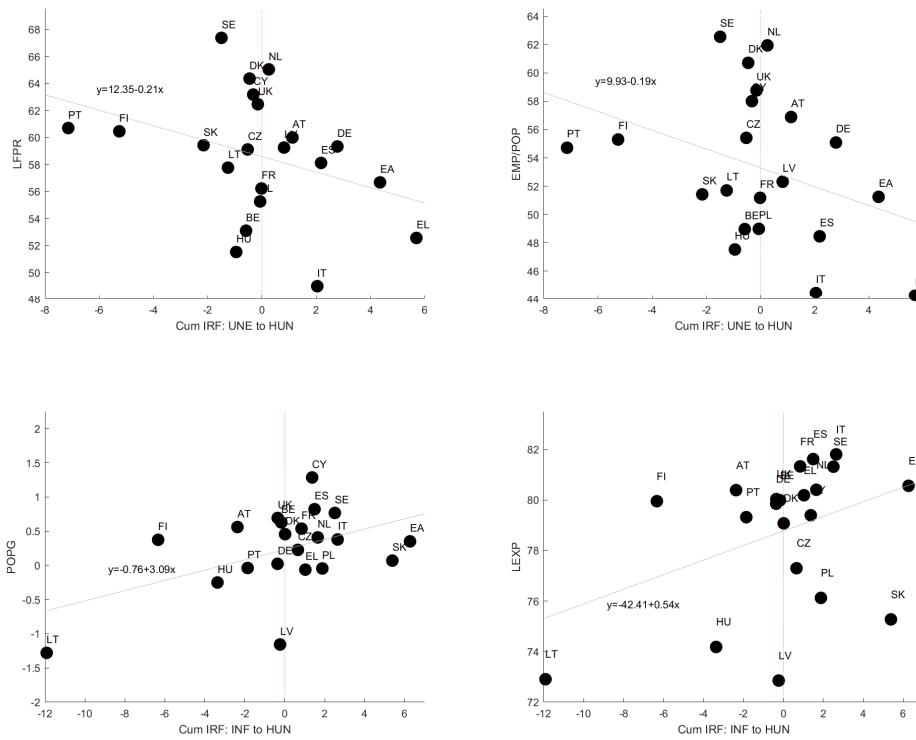 68
66
64
62
60
58
56
54
52
50
48
LFPR
SE
NL
DK
CY
UK
y=12.35-0.21x
PT
FI
SK
CZ
AT
DE
LT
ES
FR
EA
BE
HU
EL
IT
-8 -6 -4 -2 0 2 4 6
Cum IRF: UNE to HUN
64
62
60
58
56
54
52
50
48
46
44
EMP/POP
SE
NL
DK
UK
y=9.93-0.19x
AT
CZ
DE
FI
PT
SK
LT
LV
FR
EA
BE
PL
ES
HU
IT
-8 -6 -4 -2 0 2 4
Cum IRF: UNE to HUN
2
1.5
1
0.5
0
-0.5
-1
-1.5
-2
POPG
CY
ES
SE
UK
BE
AT
FR
DK
NL
IT
FI
EA
CZ
DE
SK
PT
EL
PL
HU
y=-0.76+3.09x
LV
LT
-12 -10 -8 -6 -4 -2 0 2 4 6
Cum IRF: INF to HUN
82
80
78
76
74
72
LEXP
ES
IT
FR
SE
AT
EL
NL
FI
DE
DK
PT
CZ
PL
SK
y=-42.41+0.54x
HU
LV
LT
-12 -10 -8 -6 -4 -2 0 2 4 6
Cum IRF: INF to HUN